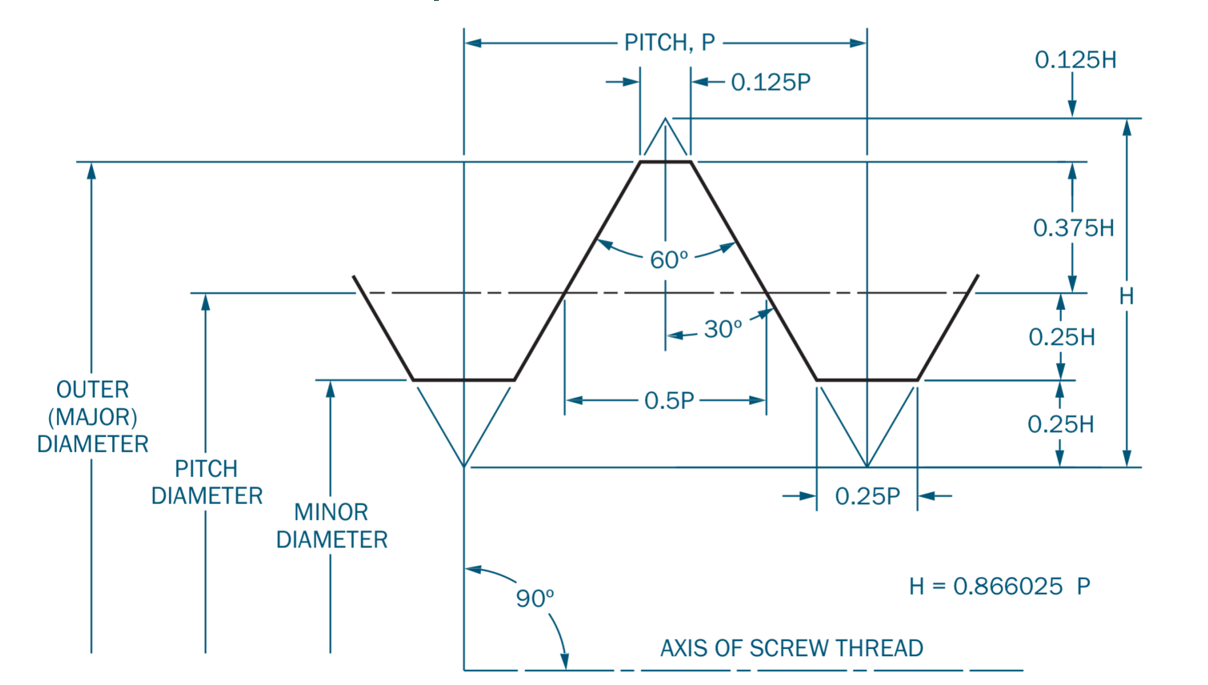 PITCH, P
0.125H
0.125P
0.375H
60º
H
30º
0.25H
OUTER
(MAJOR)
DIAMETER
0.5P
0.25H
PITCH
DIAMETER
0.25P
MINOR
DIAMETER
H = 0.866025 P
90º
AXIS OF SCREW THREAD